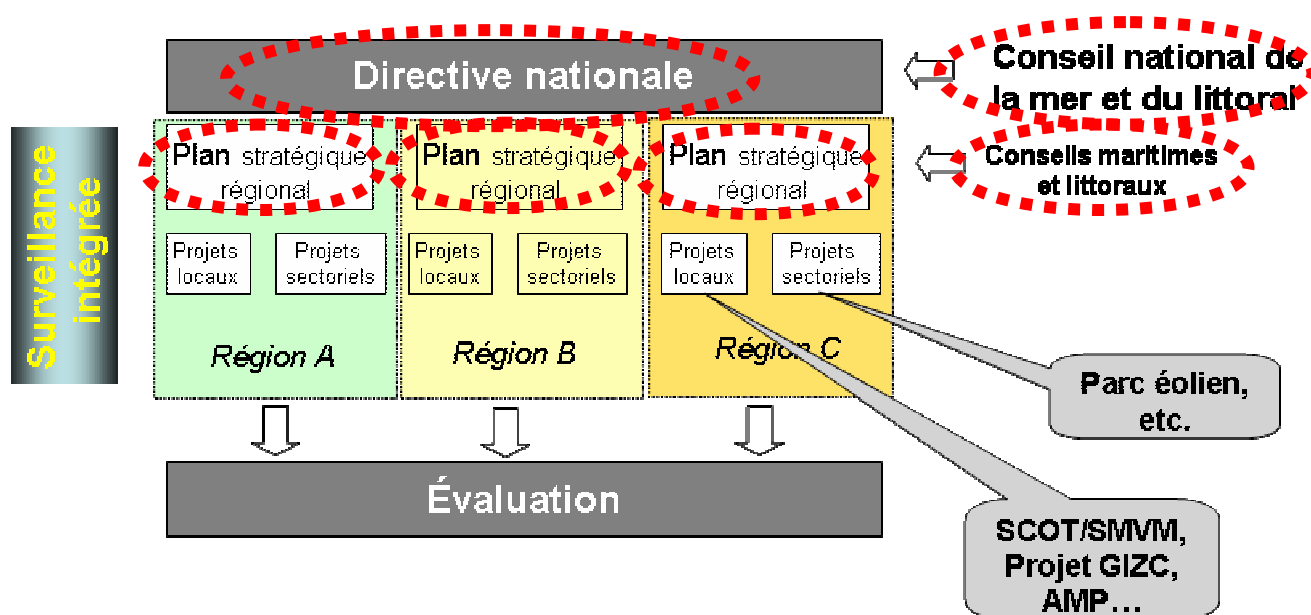 Directive nationale
Conseil national de
la mer et du littoral
Surveillance
intégrée
Plan stratégique
régional
Plan stratégique
régional
Plan stratégique
régional
Conseils maritimes
et littoraux
Projets
locaux
Projets
sectoriels
Projets
locaux
Projets
sectoriels
Projets
locaux
Projets
sectoriels
Région A
Région B
Région C
Parc éolien,
etc.
Évaluation
SCOT/SMVM,
Projet GIZC,
AMP…